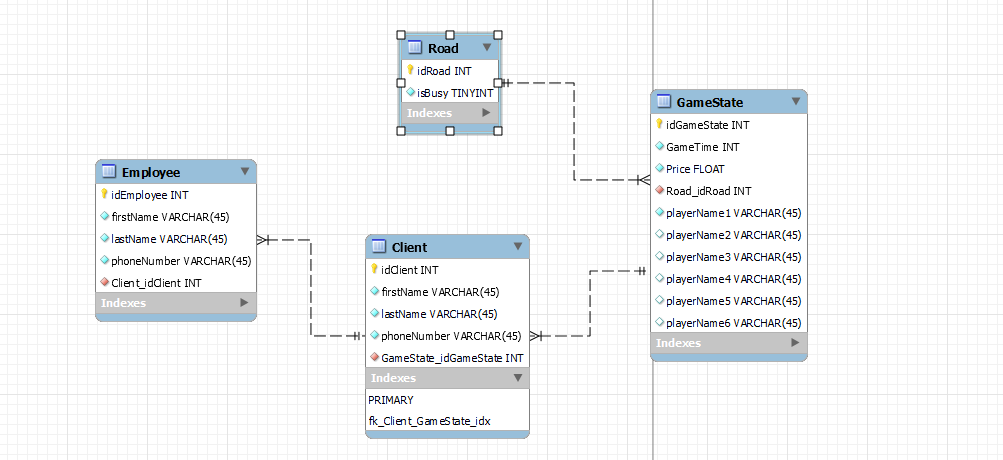 Road
idRoad INT
isBusy TINYINT
Indexes
GameState
idGameState INT
GameTime INT
Price FLOAT
Road_idRoad INT
playerName1 VARCHAR(45)
playerName2 VARCHAR(45)
playerName3 VARCHAR(45)
playerName4 VARCHAR(45)
playerName5 VARCHAR(45)
playerName6 VARCHAR(45)
Indexes
Employee
idEmployee INT
firstName VARCHAR(45)
lastName VARCHAR(45)
phoneNumber VARCHAR(45)
Client_idClient INT
Indexes
Client
idClient INT
firstName VARCHAR(45)
lastName VARCHAR(45)
phoneNumber VARCHAR(45)
GameState_idGameState INT
Indexes
PRIMARY
fk_Client_GameState_idx